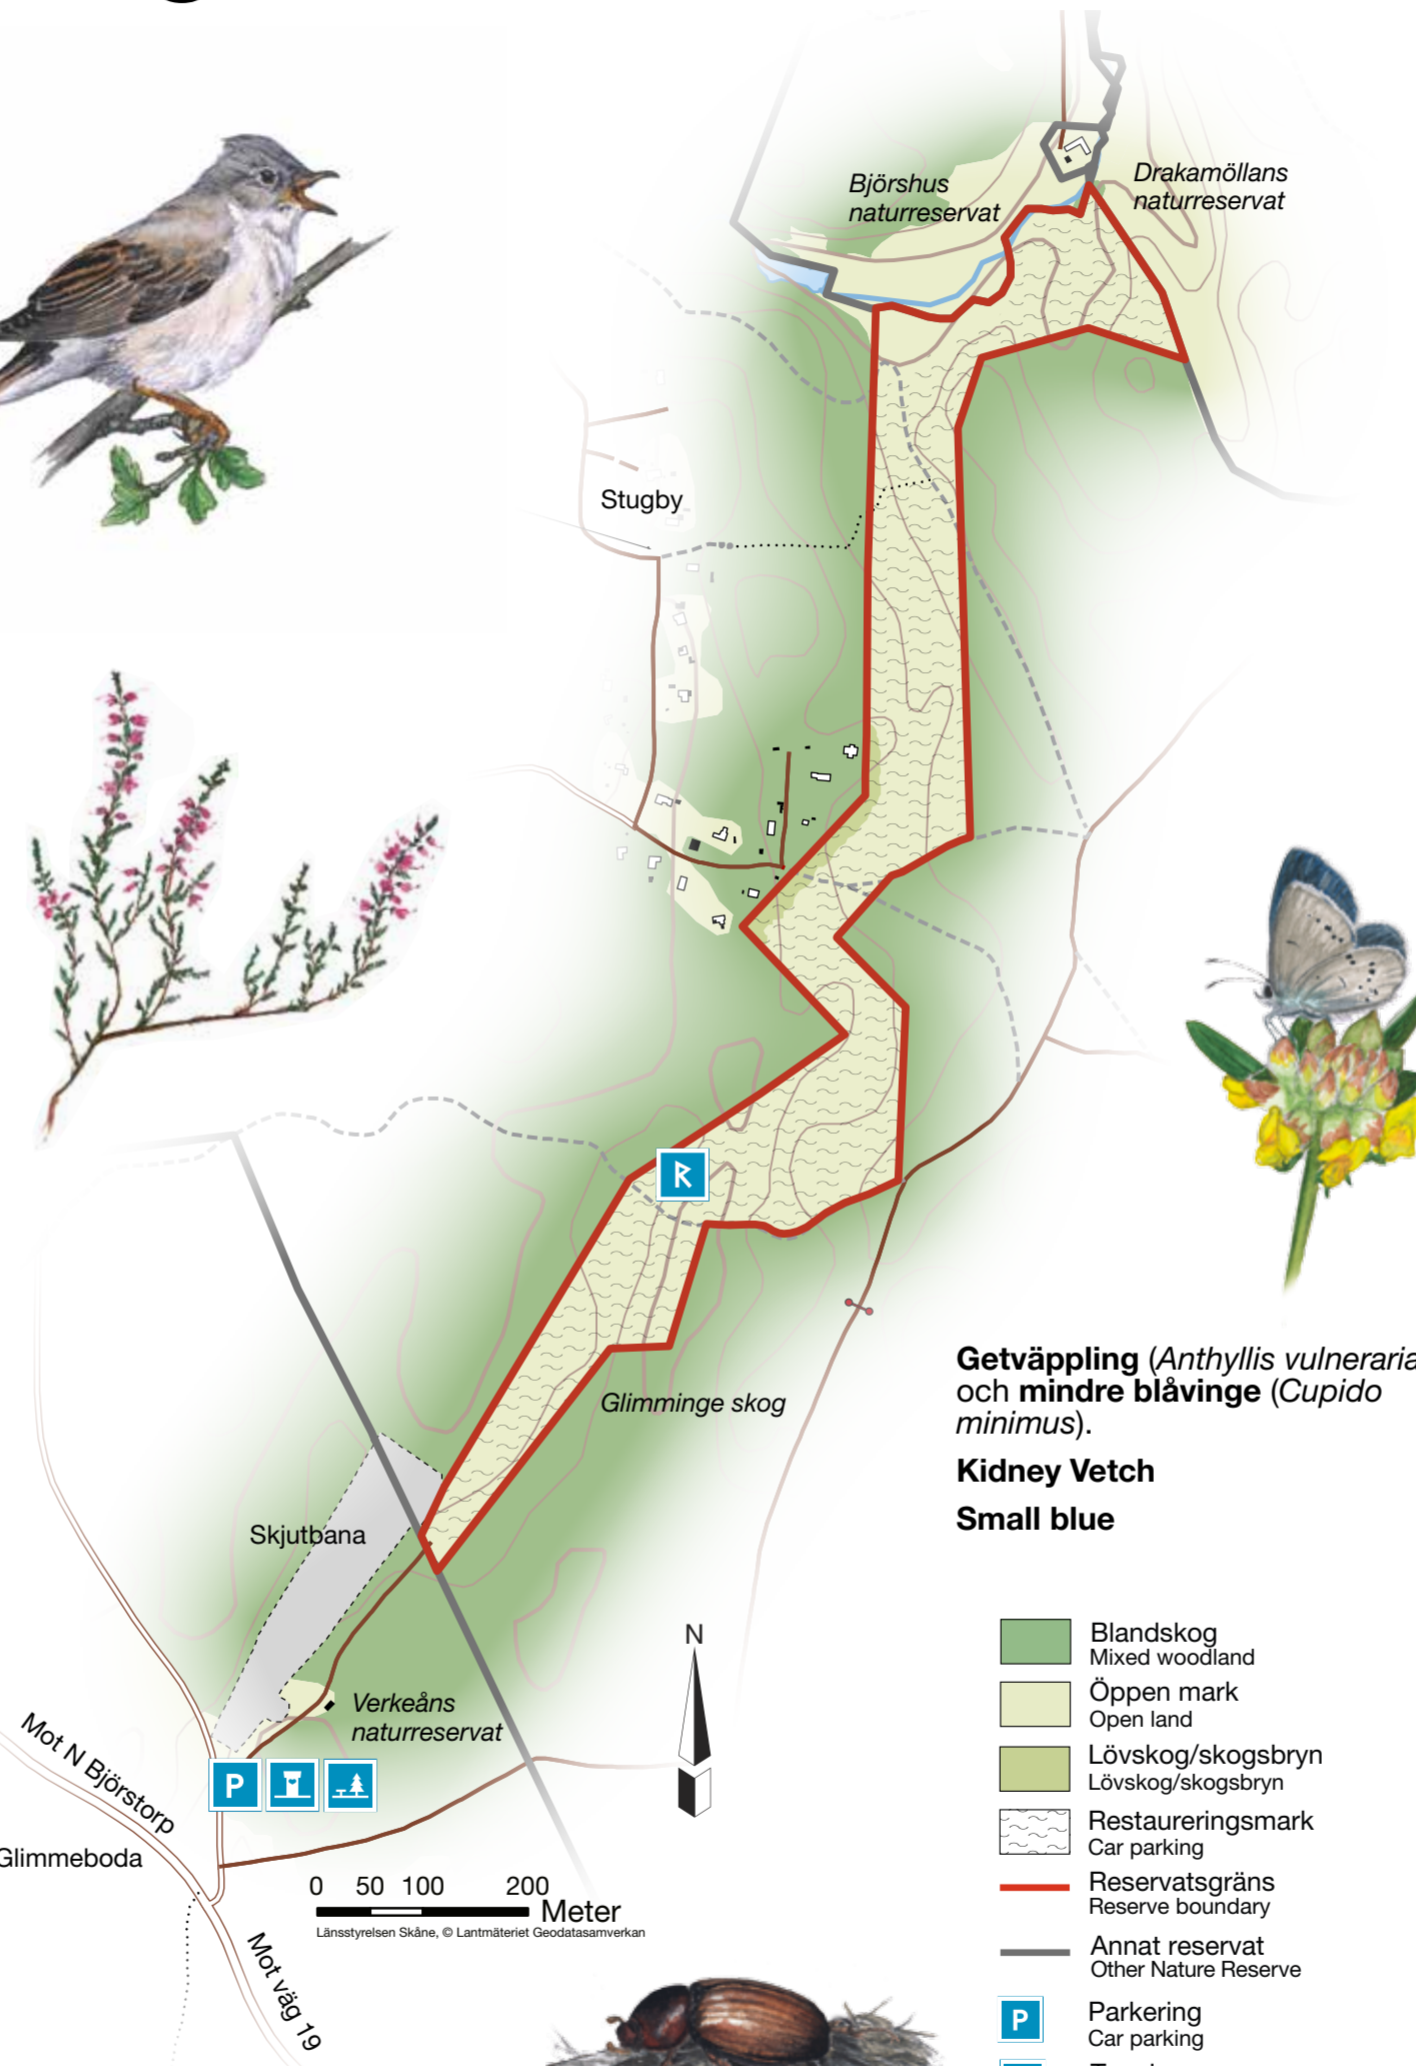 Björshus
naturreservat
Drakamöllans
naturreservat
Stugby
R
Getväppling (Anthyllis vulneraria
och mindre blåvinge (Cupido
minimus).
Kidney Vetch
Small blue
Glimminge skog
Skjutbana
Verkeåns
naturreservat
P
Mot N Björstorp
Glimmeboda
Mot väg 19
N
0 50 100 200
Meter
Länsstyrelsen Skåne, © Lantmäteriet Geodatasamverkan
Blandskog
Mixed woodland
Öppen mark
Open land
Lövskog/skogsbryn
Lövskog/skogsbryn
Restaureringsmark
Car parking
Reservatsgräns
Reserve boundary
Annat reservat
Other Nature Reserve
P
Parkering
Car parking